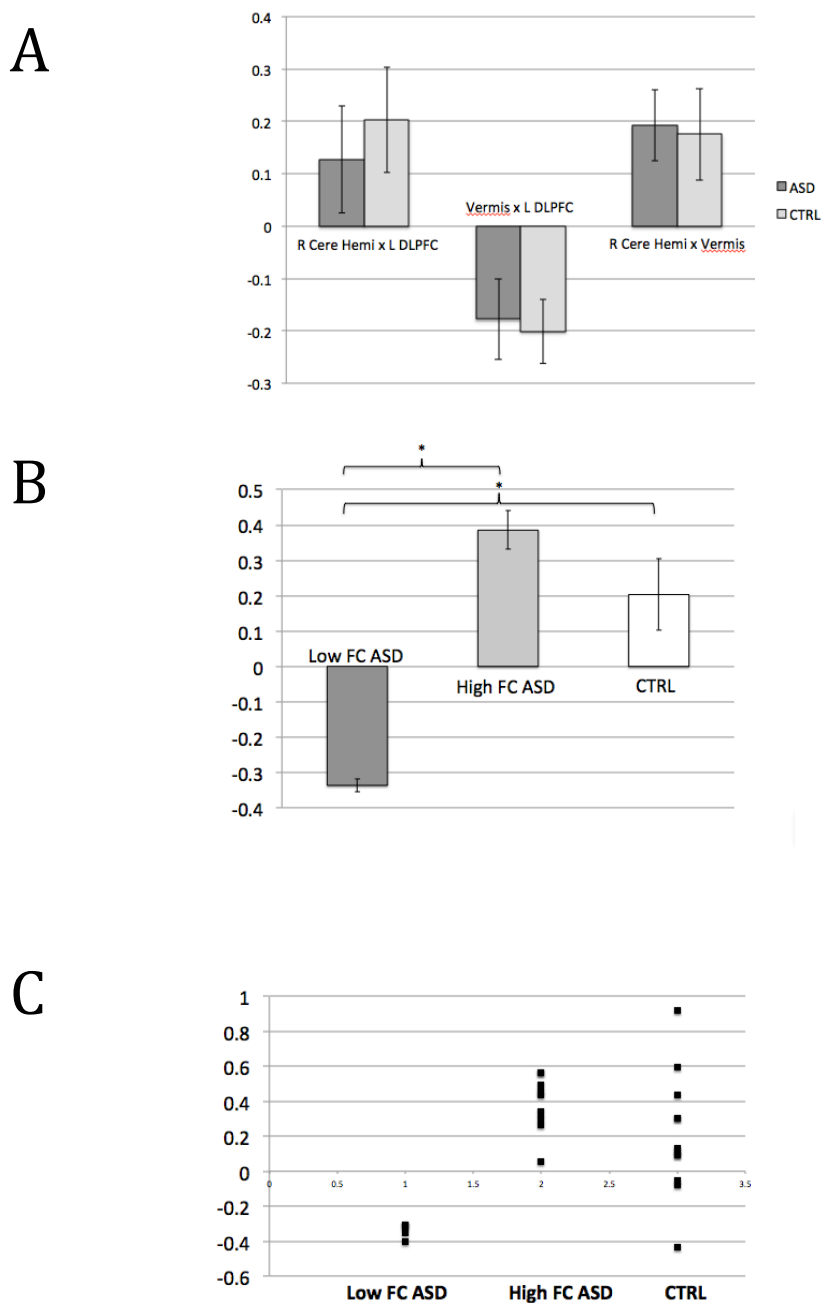 A
0.4
0.3
0.2
0.1
0
-0.1
-0.2
-0.3
Vermis x L DLPFC
R Cere Hemi x L DLPFC
R Cere Hemi x Vermis
ASD
CTRL
B
*
*
0.5
0.4
0.3
0.2
0.1
0
-0.1
-0.2
-0.3
-0.4
Low FC ASD
High FC ASD
CTRL
C
1
0.8
0.6
0.4
0.2
0
-0.2
-0.4
-0.6
0 0.5 1 1.5 2 2.5 3 3.5
Low FC ASD High FC ASD CTRL